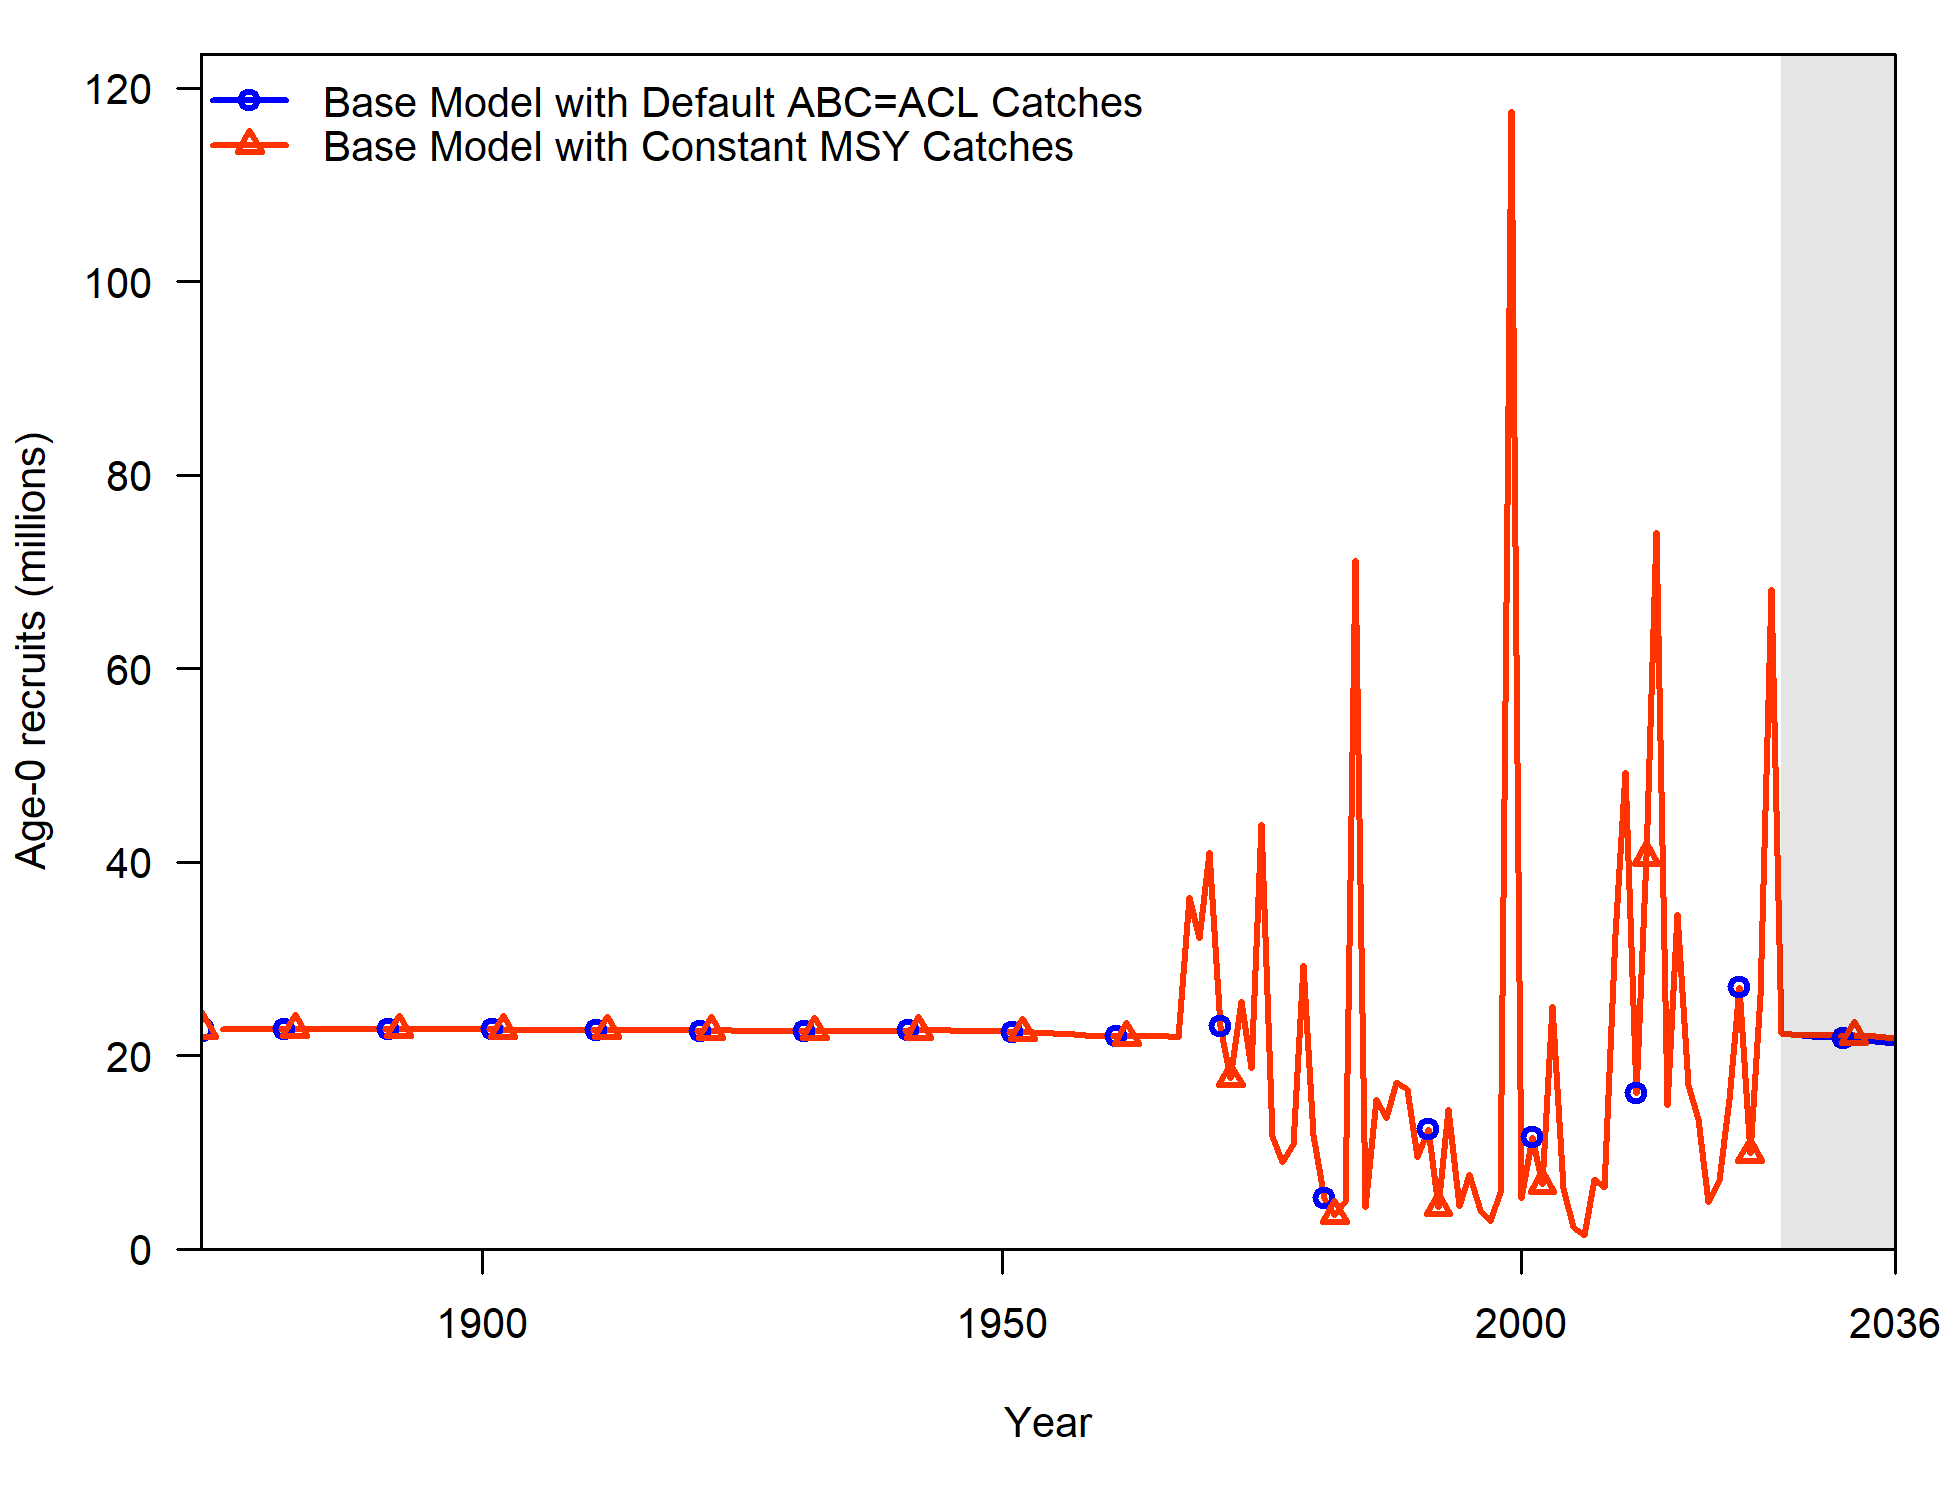 Base Model with Default ABC=ACL Catches
Base Model with Constant MSY Catches
120
100
80
60
40
20
0
Age-0 recruits (millions)
1900
1950
2000
2036
Year